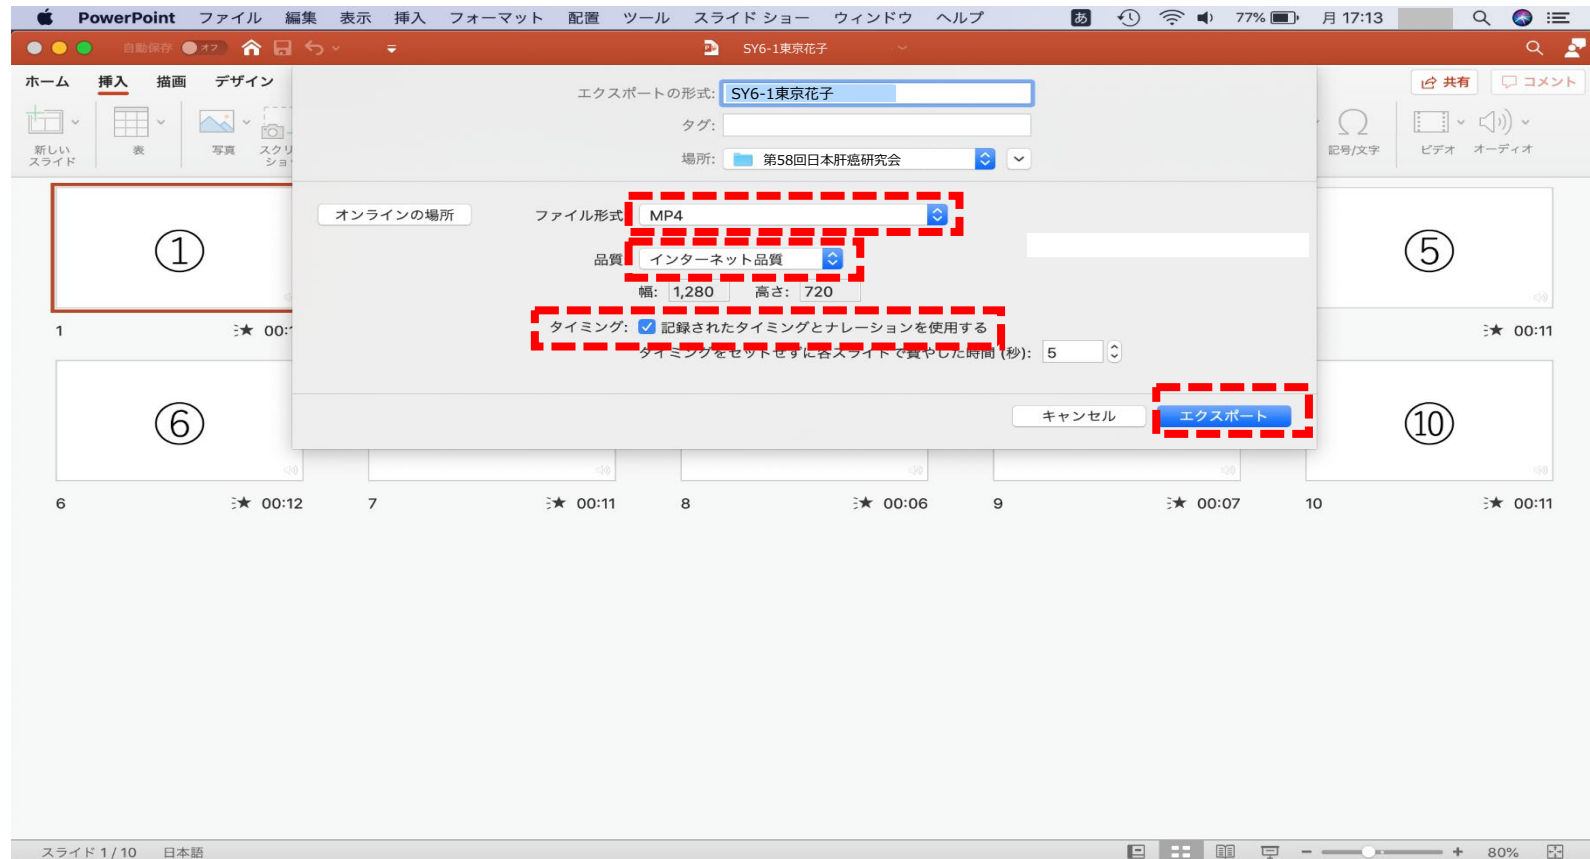 PowerPoint ファイル 編集 表示 挿入 フォーマット 配置 ツール スライド ショー ウィンドウ ヘルプ あ 77% 月 17:13
自動保存 オフ SY6-1東京花子
ホーム 挿入 描画 デザイン 共有 コメント
新しい
スライド
表
写真
スクリ
ショ
記号/文字
ビデオ
オーディオ
エクスポートの形式: SY6-1東京花子
タグ:
場所: 第58回日本肝癌研究会
オンラインの場所 ファイル形式 MP4
品質 インターネット品質
幅: 1,280 高さ: 720
タイミング: 記録されたタイミングとナレーションを使用する
タイミングをセットせずに各スライドで費やした時間 (秒): 5
キャンセル エクスポート
① ⑤
1 00:1 00:11
⑥ ⑩
6 00:12 7 00:11 8 00:06 9 00:07 10 00:11
スライド 1 / 10 日本語 80%